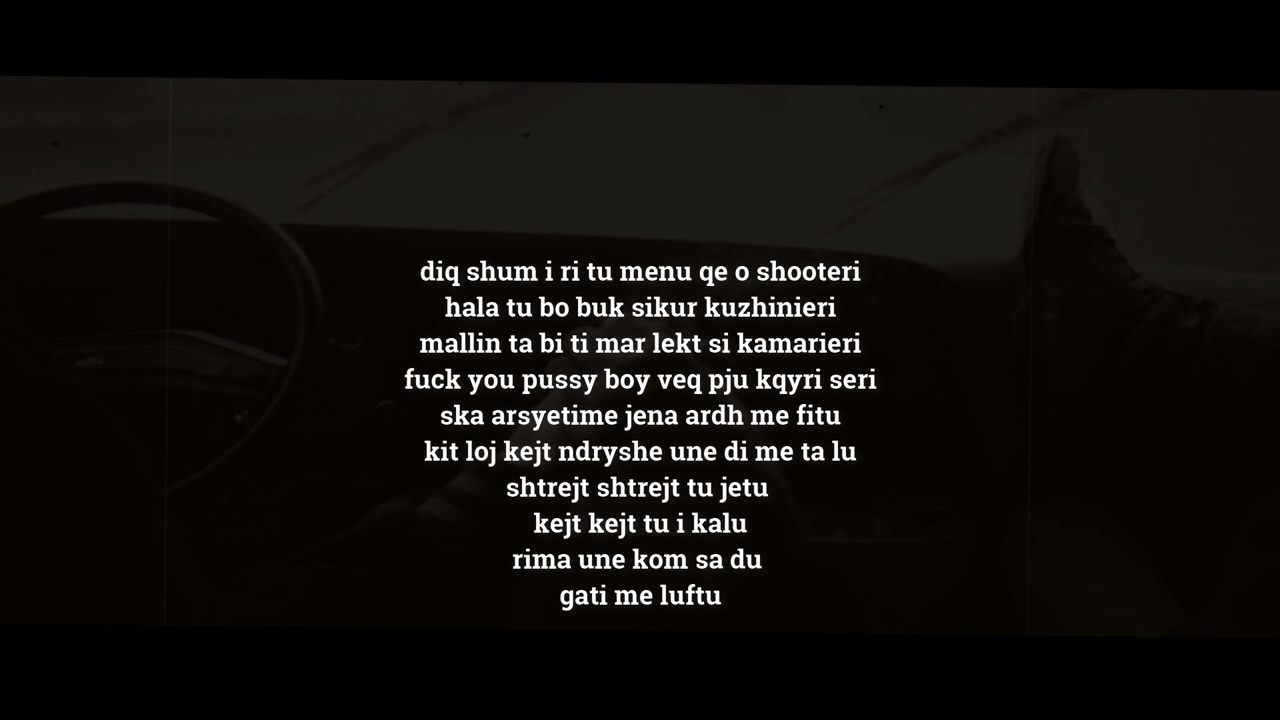 diq shum i ri tu menu qe o shooteri
hala tu bo buk sikur kuzhinieri
mallin ta bi ti mar lekt si kamarieri
fuck you pussy boy veq pju kqyri seri
ska arsyetime jena ardh me fitu
kit loj kejt ndryshe une di me ta lu
shtrejt shtrejt tu jetu
kejt kejt tu i kalu
rima une kom sa du
gati me luftu